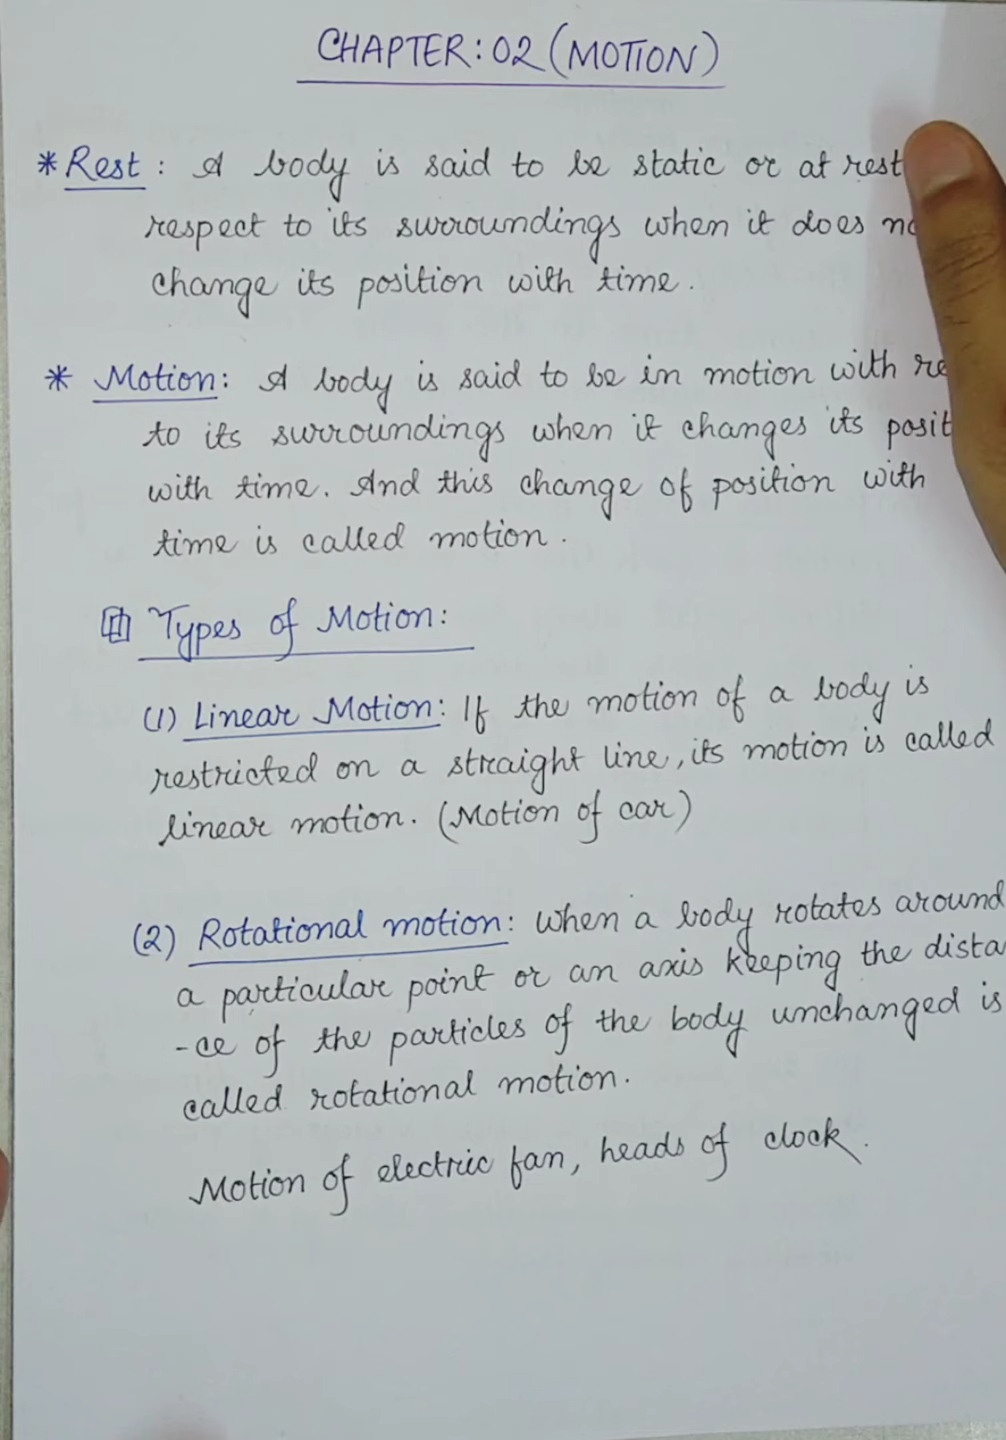 CHAPTER: 02 (MOTION)
* Rest : A body is said to be static or at rest
respect to its surroundings when it does
change its position with time.
* Motion: A body is said to be in motion with
to its surroundings when it changes its
with time. And this change of position with
time is called motion.
Types of Motion:
(1) Linear Motion: If the motion of a body is
restricted on a straight line, its motion is called
linear motion. (Motion of car)
(2) Rotational motion: When a body rotates around
a particular point or an axis keeping the dista
-ce of the particles of the body unchanged is
called rotational motion.
Motion of electric fan, heads of clock.